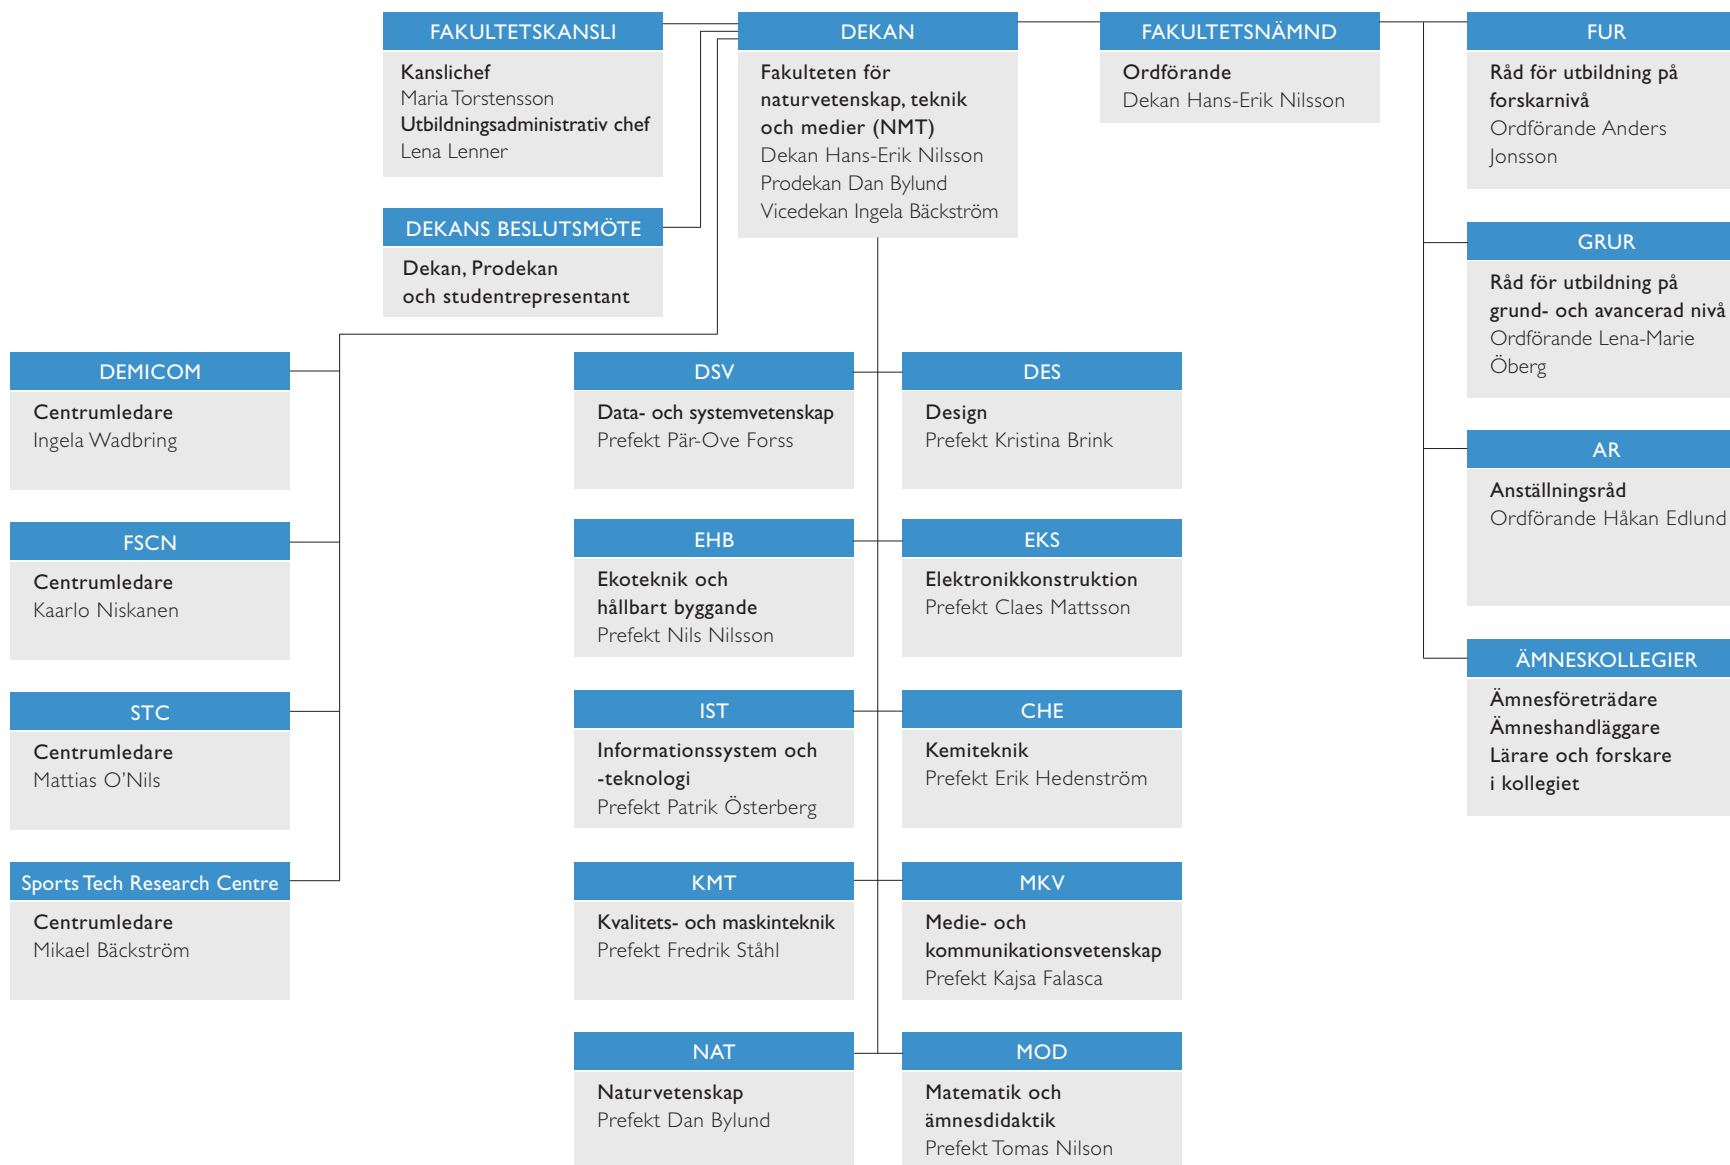 FAKULTETSKANSLI
Kanslichef
Maria Torstensson
Utbildningsadministrativ chef
Lena Lenner
DEKAN
Fakulteten för
naturvetenskap, teknik
och medier (NMT)
Dekan Hans-Erik Nilsson
Prodekan Dan Bylund
Vicedekan Ingela Bäckström
FAKULTETSNÄMND
Ordförande
Dekan Hans-Erik Nilsson
FUR
Råd för utbildning på
forskarnivå
Ordförande Anders
Jonsson
DEKANS BESLUTSMÖTE
Dekan, Prodekan
och studentrepresentant
GRUR
Råd för utbildning på
grund- och avancerad nivå
Ordförande Lena-Marie
Öberg
AR
Anställningsråd
Ordförande Håkan Edlund
ÄMNESKOLLEGIER
Ämnesföreträdare
Ämneshandläggare
Lärare och forskare
i kollegiet
DEMICOM
Centrumledare
Ingela Wadbring
FSCN
Centrumledare
Kaarlo Niskanen
STC
Centrumledare
Mattias O'Nils
Sports Tech Research Centre
Centrumledare
Mikael Bäckström
DSV
Data- och systemvetenskap
Prefekt Pär-Ove Forss
DES
Design
Prefekt Kristina Brink
EHB
Ekoteknik och
hållbart byggande
Prefekt Nils Nilsson
EKS
Elektronikkonstruktion
Prefekt Claes Mattsson
IST
Informationssystem och
-teknologi
Prefekt Patrik Österberg
CHE
Kemiteknik
Prefekt Erik Hedenström
KMT
Kvalitets- och maskinteknik
Prefekt Fredrik Ståhl
MKV
Medie- och
kommunikationsvetenskap
Prefekt Kajsa Falasca
NAT
Naturvetenskap
Prefekt Dan Bylund
MOD
Matematik och
ämnesdidaktik
Prefekt Tomas Nilson